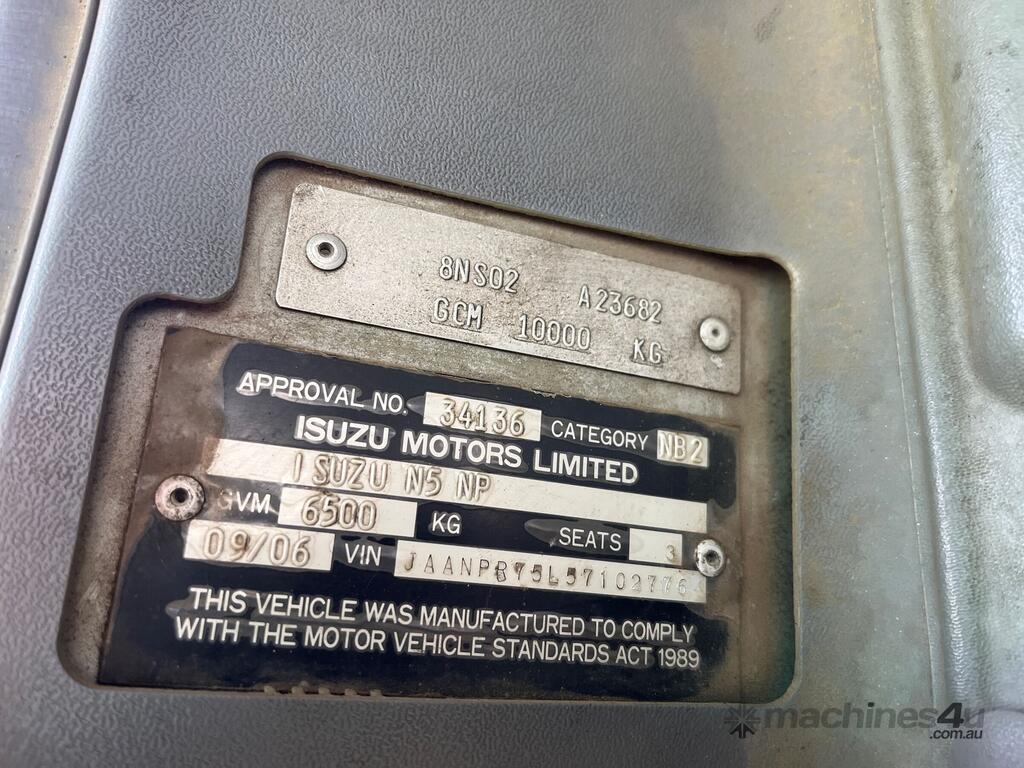 8NS02 A23682
GCM 10000 KG
APPROVAL NO. 34136 CATEGORY NB2
ISUZU MOTORS LIMITED
ISUZU N5 NP
GVM 6500 KG SEATS 3
09/06 VIN JAANPR75L57102776
THIS VEHICLE WAS MANUFACTURED TO COMPLY
WITH THE MOTOR VEHICLE STANDARDS ACT 1989
machines4u
.com.au